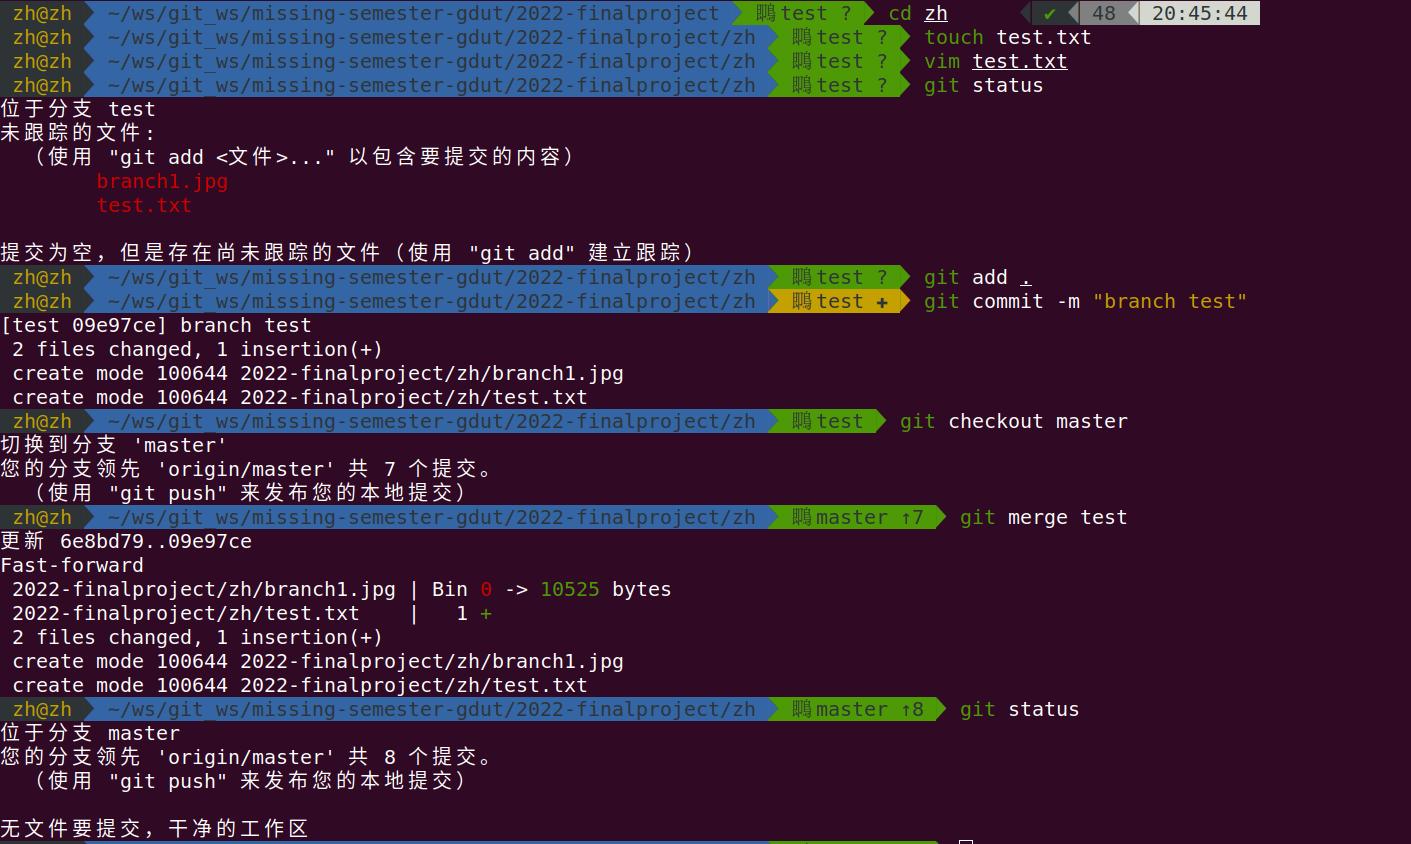 zh@zh ~/ws/git_ws/missing-semester-gdut/2022-finalproject 鵙test ? cd zh ✔ 48 20:45:44
zh@zh ~/ws/git_ws/missing-semester-gdut/2022-finalproject/zh 鵙test ? touch test.txt
zh@zh ~/ws/git_ws/missing-semester-gdut/2022-finalproject/zh 鵙test ? vim test.txt
zh@zh ~/ws/git_ws/missing-semester-gdut/2022-finalproject/zh 鵙test ? git status
位于分支 test
未跟踪的文件:
（使用 "git add <文件>..." 以包含要提交的内容）
branch1.jpg
test.txt
提交为空，但是存在尚未跟踪的文件（使用 "git add" 建立跟踪）
zh@zh ~/ws/git_ws/missing-semester-gdut/2022-finalproject/zh 鵙test ? git add .
zh@zh ~/ws/git_ws/missing-semester-gdut/2022-finalproject/zh 鵙test ✚ git commit -m "branch test"
[test 09e97ce] branch test
2 files changed, 1 insertion(+)
create mode 100644 2022-finalproject/zh/branch1.jpg
create mode 100644 2022-finalproject/zh/test.txt
zh@zh ~/ws/git_ws/missing-semester-gdut/2022-finalproject/zh 鵙test git checkout master
切换到分支 'master'
您的分支领先 'origin/master' 共 7 个提交。
（使用 "git push" 来发布您的本地提交）
zh@zh ~/ws/git_ws/missing-semester-gdut/2022-finalproject/zh 鵙master ↑7 git merge test
更新 6e8bd79..09e97ce
Fast-forward
2022-finalproject/zh/branch1.jpg | Bin 0 -> 10525 bytes
2022-finalproject/zh/test.txt | 1 +
2 files changed, 1 insertion(+)
create mode 100644 2022-finalproject/zh/branch1.jpg
create mode 100644 2022-finalproject/zh/test.txt
zh@zh ~/ws/git_ws/missing-semester-gdut/2022-finalproject/zh 鵙master ↑8 git status
位于分支 master
您的分支领先 'origin/master' 共 8 个提交。
（使用 "git push" 来发布您的本地提交）
无文件要提交，干净的工作区